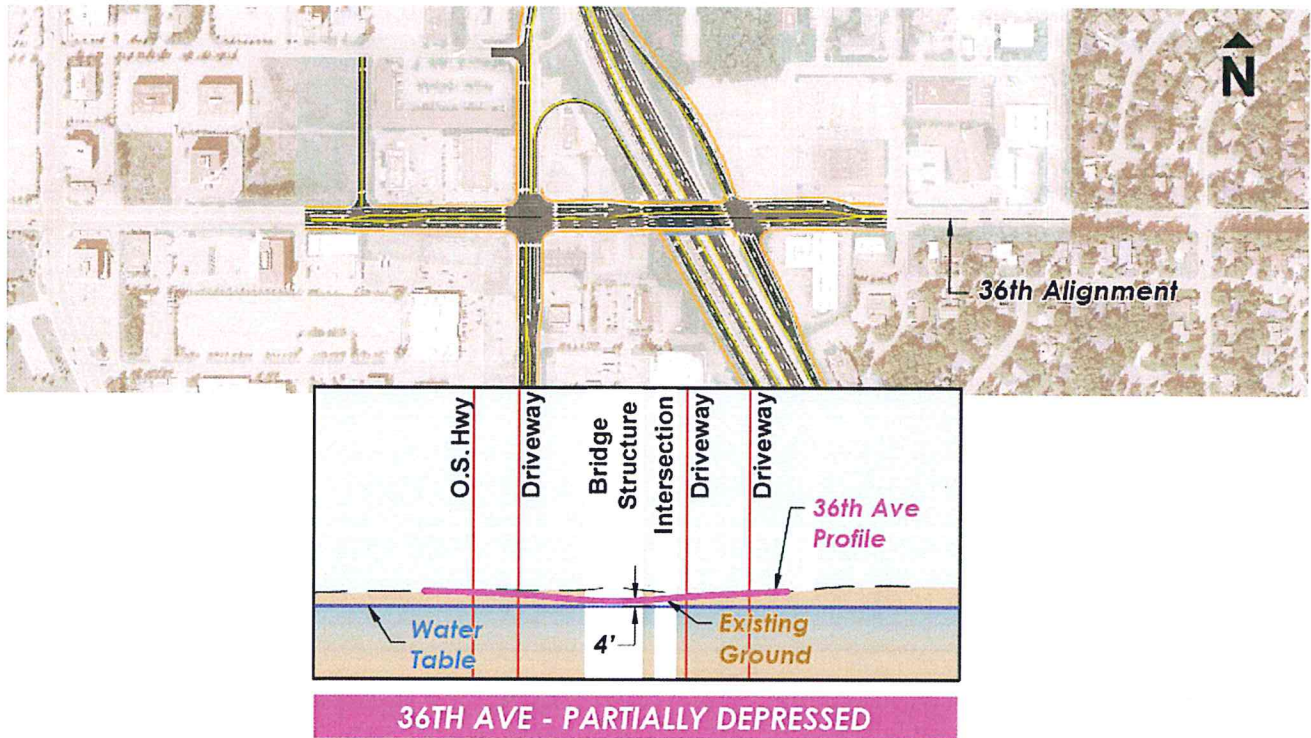 N
36th Alignment
O.S. Hwy
Driveway
Bridge
Structure
Intersection
Driveway
Driveway
36th Ave
Profile
Water
Table
4'
Existing
Ground
36TH AVE - PARTIALLY DEPRESSED